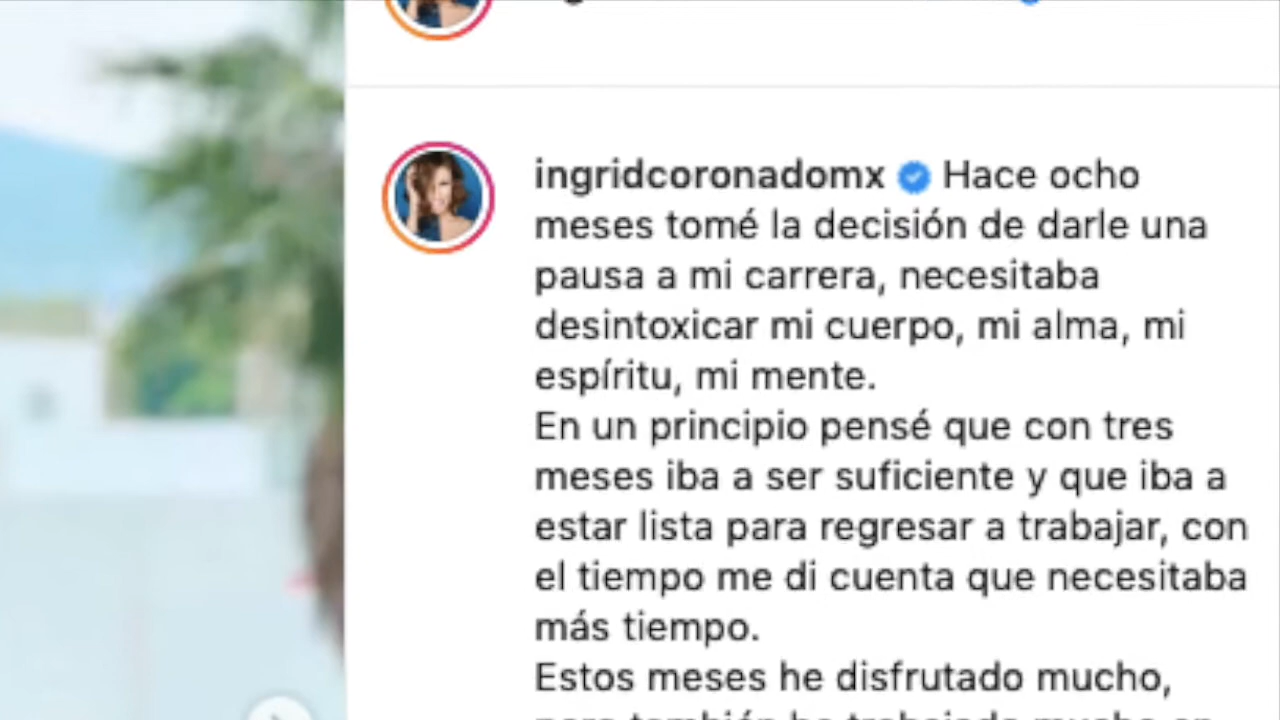 ingridcoronadomx Hace ocho
meses tomé la decisión de darle una
pausa a mi carrera, necesitaba
desintoxicar mi cuerpo, mi alma, mi
espíritu, mi mente.
En un principio pensé que con tres
meses iba a ser suficiente y que iba a
estar lista para regresar a trabajar, con
el tiempo me di cuenta que necesitaba
más tiempo.
Estos meses he disfrutado mucho,